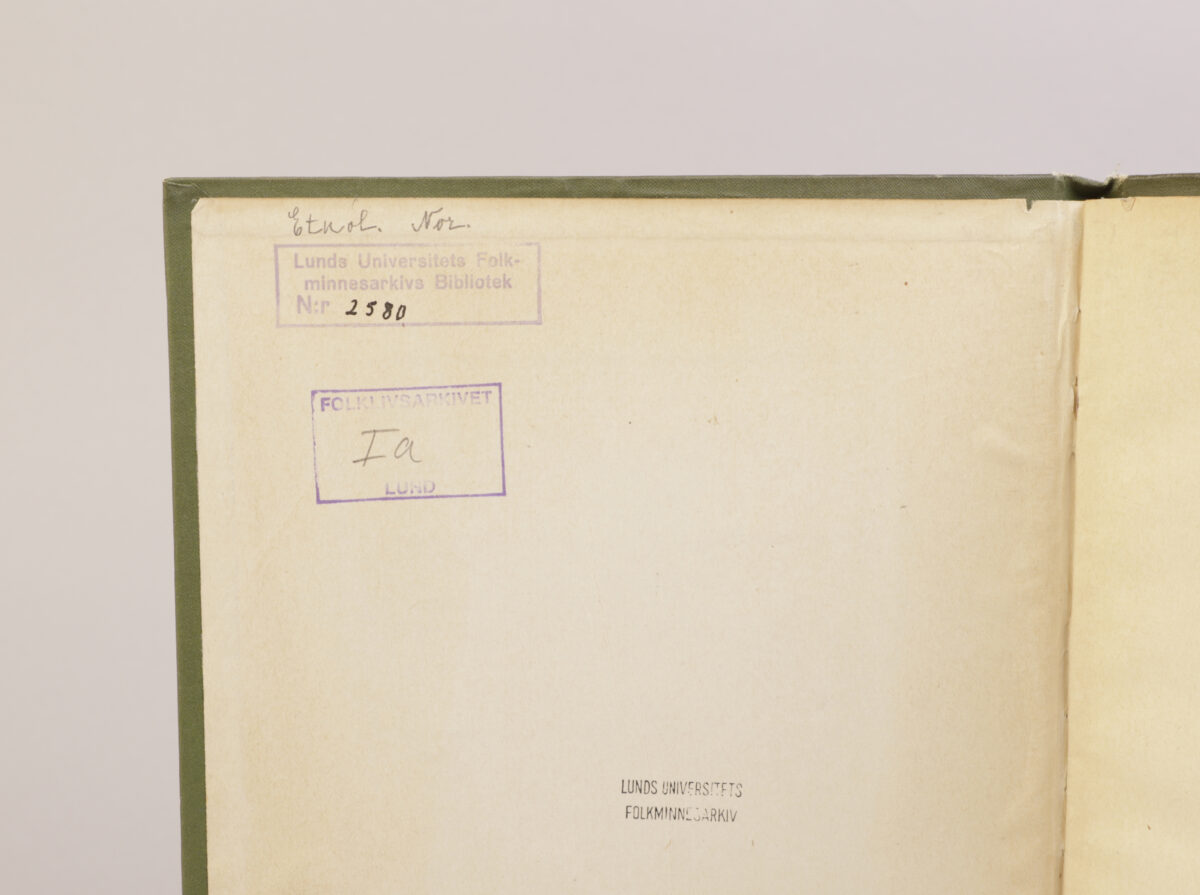 Etnol. Nor.
Lunds Universitets Folk-
minnesarkivs Bibliotek
N:r 2580
FOLKLIVSARKIVET
Ia
LUND
LUNDS UNIVERSITETS
FOLKMINNESARKIV